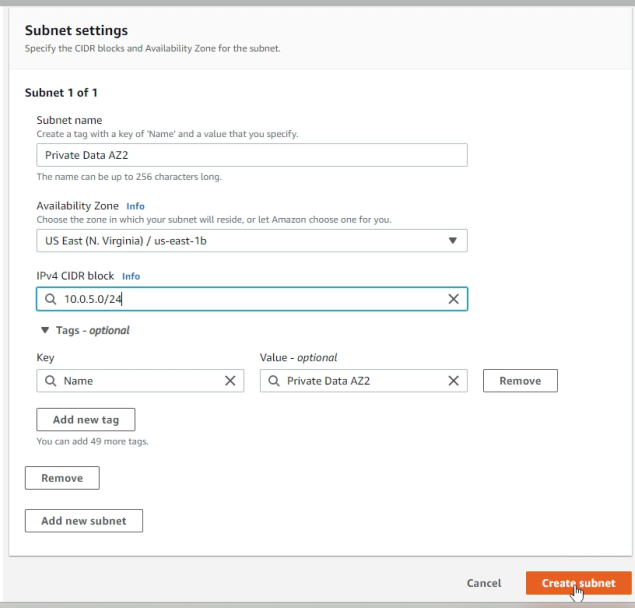 Subnet settings
Specify the CIDR blocks and Availability Zone for the subnet.
Subnet 1 of 1
Subnet name
Create a tag with a key of 'Name' and a value that you specify.
Private Data AZ2
The name can be up to 256 characters long.
Availability Zone Info
Choose the zone in which your subnet will reside, or let Amazon choose one for you.
US East (N. Virginia) / us-east-1b
IPv4 CIDR block Info
10.0.5.0/24
Tags - optional
Key Value - optional
Name Private Data AZ2 Remove
Add new tag
You can add 49 more tags.
Remove
Add new subnet
Cancel Create subnet